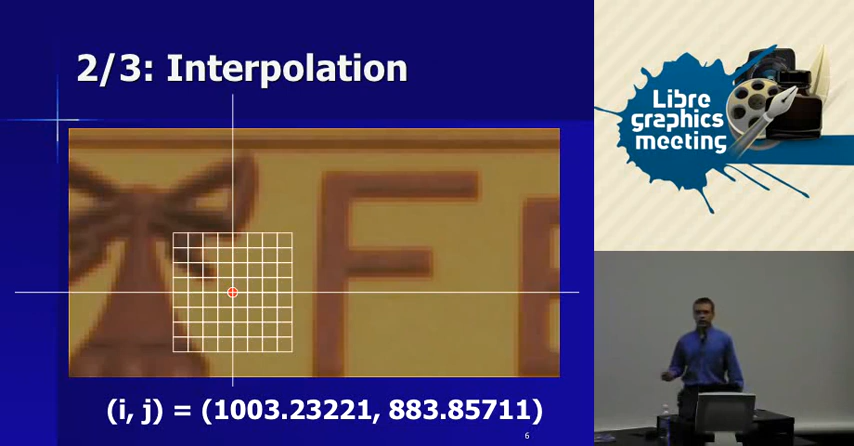 2/3: Interpolation
F
(i, j) = (1003.23221, 883.85711)
6
Libre
graphics
meeting